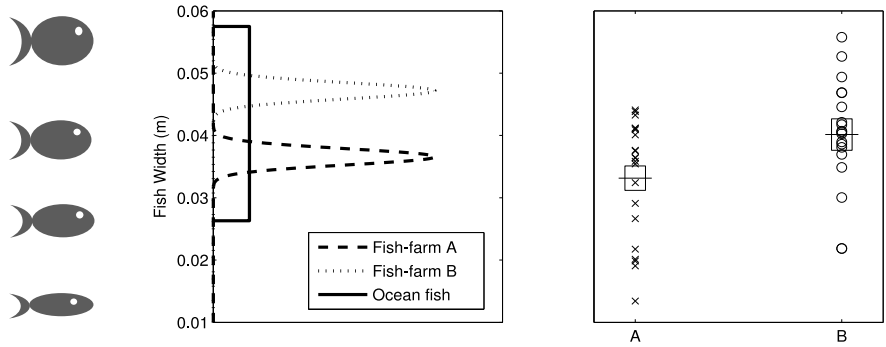 0.06
0.05
0.04
0.03
0.02
0.01
Fish Width (m)
Fish-farm A
Fish-farm B
Ocean fish
A
B